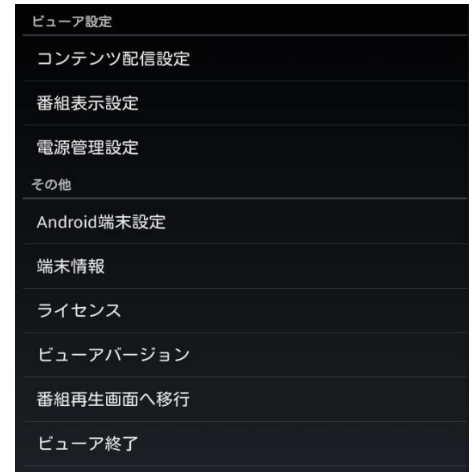 ビューア設定
コンテンツ配信設定
番組表示設定
電源管理設定
その他
Android端末設定
端末情報
ライセンス
ビューアバージョン
番組再生画面へ移行
ビューア終了